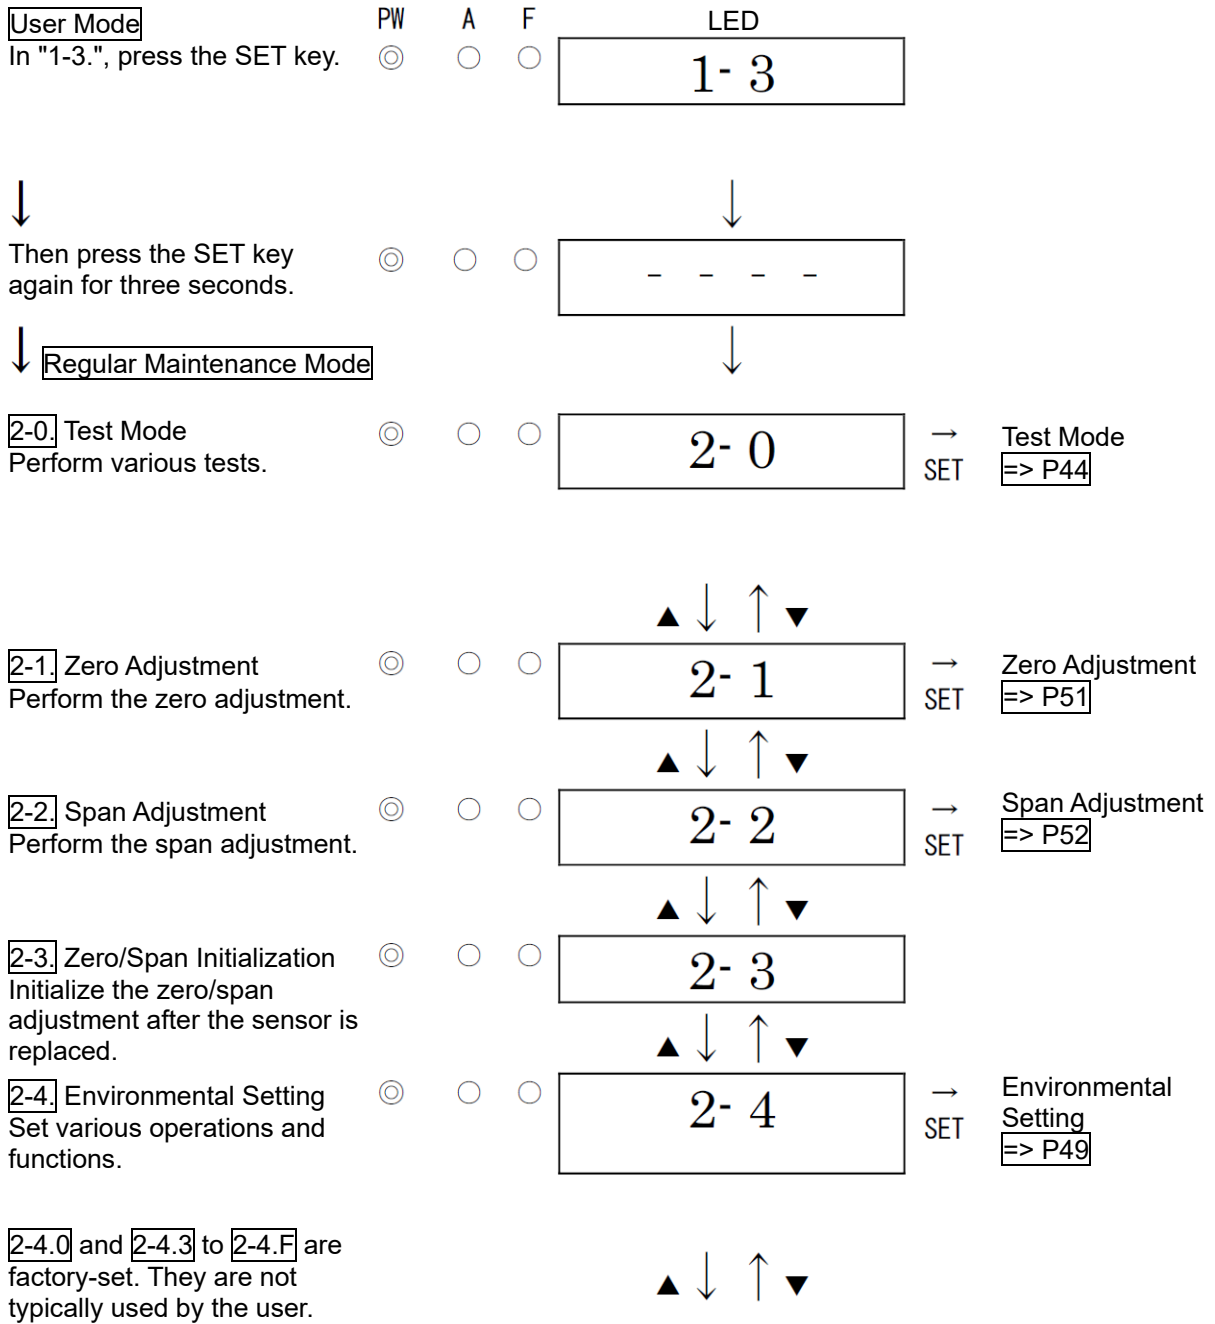 User Mode PW A F LED
In "1-3.", press the SET key. ◎ ○ ○ 1- 3
↓ ↓
Then press the SET key ◎ ○ ○ - - - -
again for three seconds.
↓ Regular Maintenance Mode ↓
2-0. Test Mode ◎ ○ ○ 2- 0 → Test Mode
Perform various tests. SET => P44
▲ ↓ ↑ ▼
2-1. Zero Adjustment ◎ ○ ○ 2- 1 → Zero Adjustment
Perform the zero adjustment. SET => P51
▲ ↓ ↑ ▼
2-2. Span Adjustment ◎ ○ ○ 2- 2 → Span Adjustment
Perform the span adjustment. SET => P52
▲ ↓ ↑ ▼
2-3. Zero/Span Initialization ◎ ○ ○ 2- 3
Initialize the zero/span
adjustment after the sensor is
replaced.
▲ ↓ ↑ ▼
2-4. Environmental Setting ◎ ○ ○ 2- 4 → Environmental
Set various operations and SET Setting
functions. => P49
2-4.0 and 2-4.3 to 2-4.F are
factory-set. They are not
typically used by the user.
▲ ↓ ↑ ▼